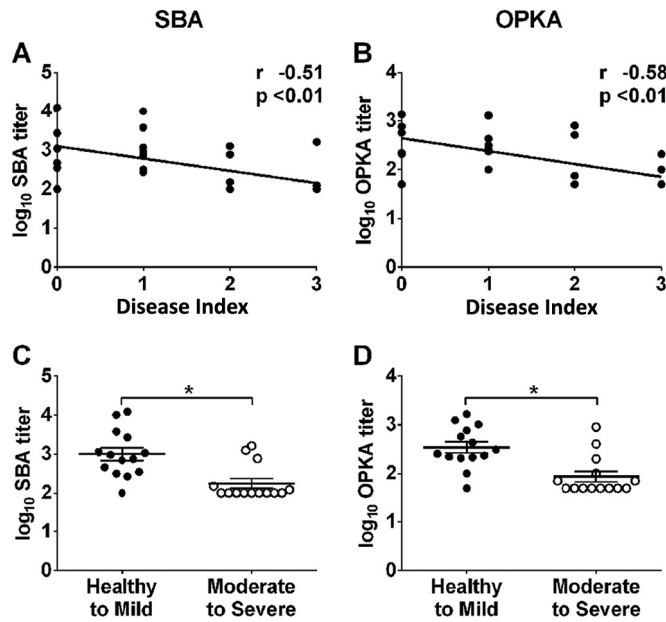 SBA
OPKA
A
r -0.51
p <0.01
log10 SBA titer
5
4
3
2
1
0
0 1 2 3
Disease Index
B
r -0.58
p <0.01
log10 OPKA titer
4
3
2
1
0
0 1 2 3
Disease Index
C
*
log10 SBA titer
5
4
3
2
1
0
Healthy
to Mild
Moderate
to Severe
D
*
log10 OPKA titer
4
3
2
1
0
Healthy
to Mild
Moderate
to Severe